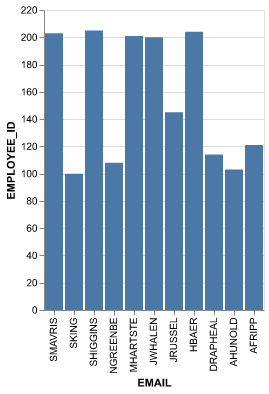 220
200
180
160
140
120
100
80
60
40
20
0
EMPLOYEE_ID
SMAVRIS
SKING
SHIGGINS
NGREENBE
MHARTSTE
JWHALEN
JRUSSEL
HBAER
DRAPHEAL
AHUNOLD
AFRIPP
EMAIL